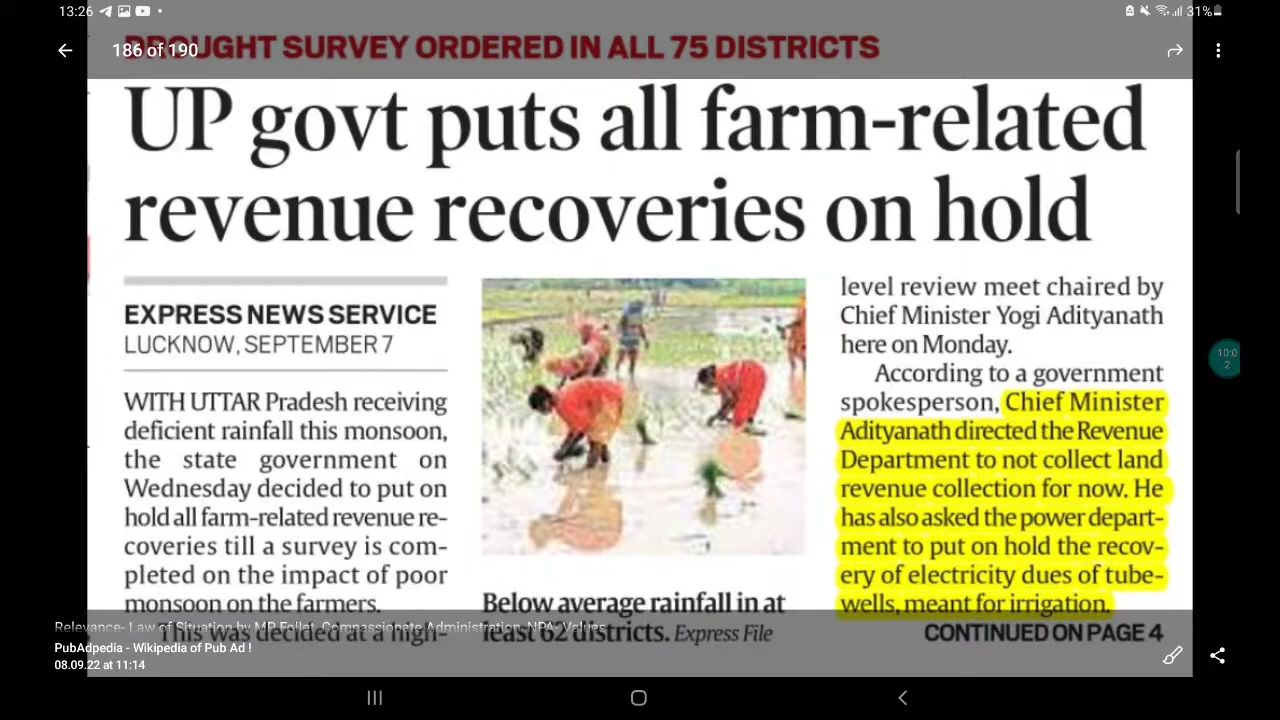 13:26
31%
186 of 190
DROUGHT SURVEY ORDERED IN ALL 75 DISTRICTS
UP govt puts all farm-related
revenue recoveries on hold
EXPRESS NEWS SERVICE
LUCKNOW, SEPTEMBER 7
WITH UTTAR Pradesh receiving
deficient rainfall this monsoon,
the state government on
Wednesday decided to put on
hold all farm-related revenue re-
coveries till a survey is com-
pleted on the impact of poor
monsoon on the farmers.
This was decided at a high-
Below average rainfall in at
least 62 districts. Express File
level review meet chaired by
Chief Minister Yogi Adityanath
here on Monday.
According to a government
spokesperson, Chief Minister
Adityanath directed the Revenue
Department to not collect land
revenue collection for now. He
has also asked the power depart-
ment to put on hold the recov-
ery of electricity dues of tube-
wells, meant for irrigation.
CONTINUED ON PAGE 4
10:0
2
Relevance- Law of Situation by MP Follet, Compassionate Administration, NPA- Values
PubAdpedia - Wikipedia of Pub Ad !
08.09.22 at 11:14